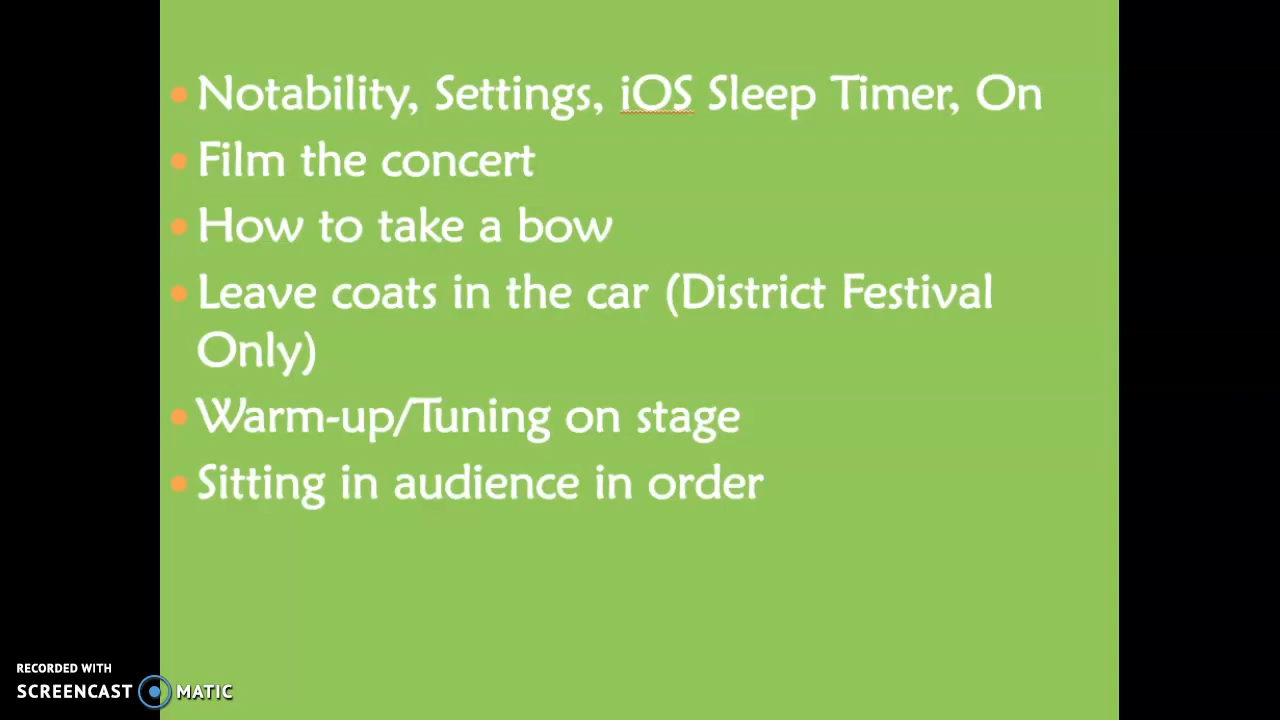 Notability, Settings, iOS Sleep Timer, On
Film the concert
How to take a bow
Leave coats in the car (District Festival
Only)
Warm-up/Tuning on stage
Sitting in audience in order
RECORDED WITH
SCREENCAST MATIC